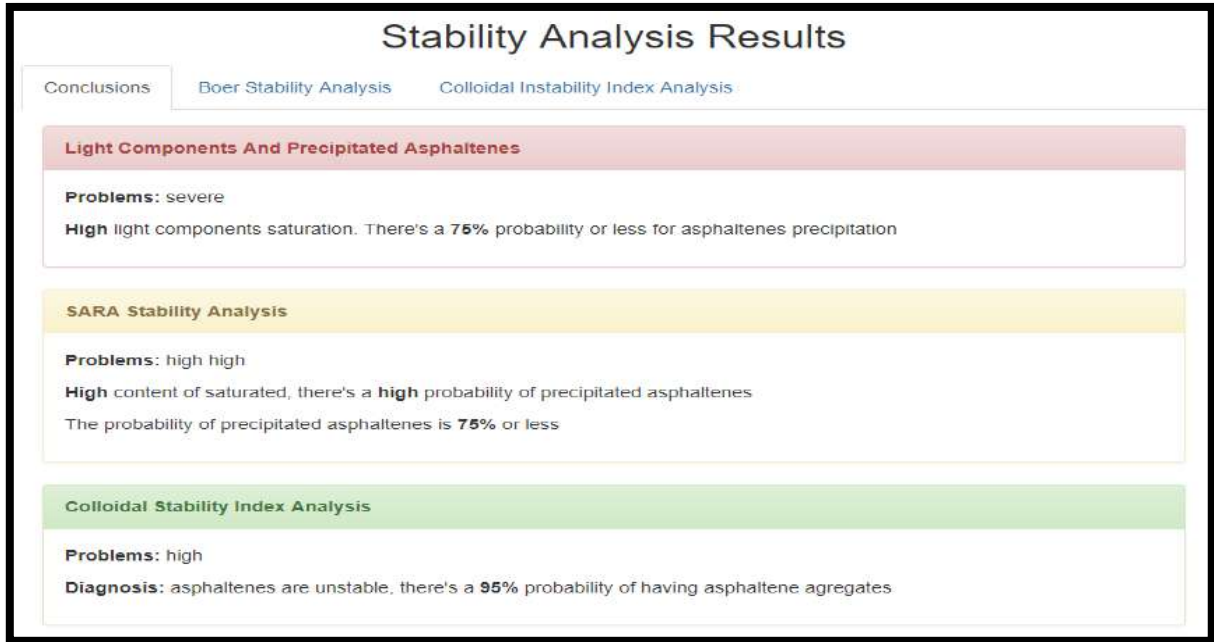 Stability Analysis Results
Conclusions Boer Stability Analysis Colloidal Instability Index Analysis
Light Components And Precipitated Asphaltenes
Problems: severe
High light components saturation. There's a 75% probability or less for asphaltenes precipitation
SARA Stability Analysis
Problems: high high
High content of saturated, there's a high probability of precipitated asphaltenes
The probability of precipitated asphaltenes is 75% or less
Colloidal Stability Index Analysis
Problems: high
Diagnosis: asphaltenes are unstable, there's a 95% probability of having asphaltene agregates